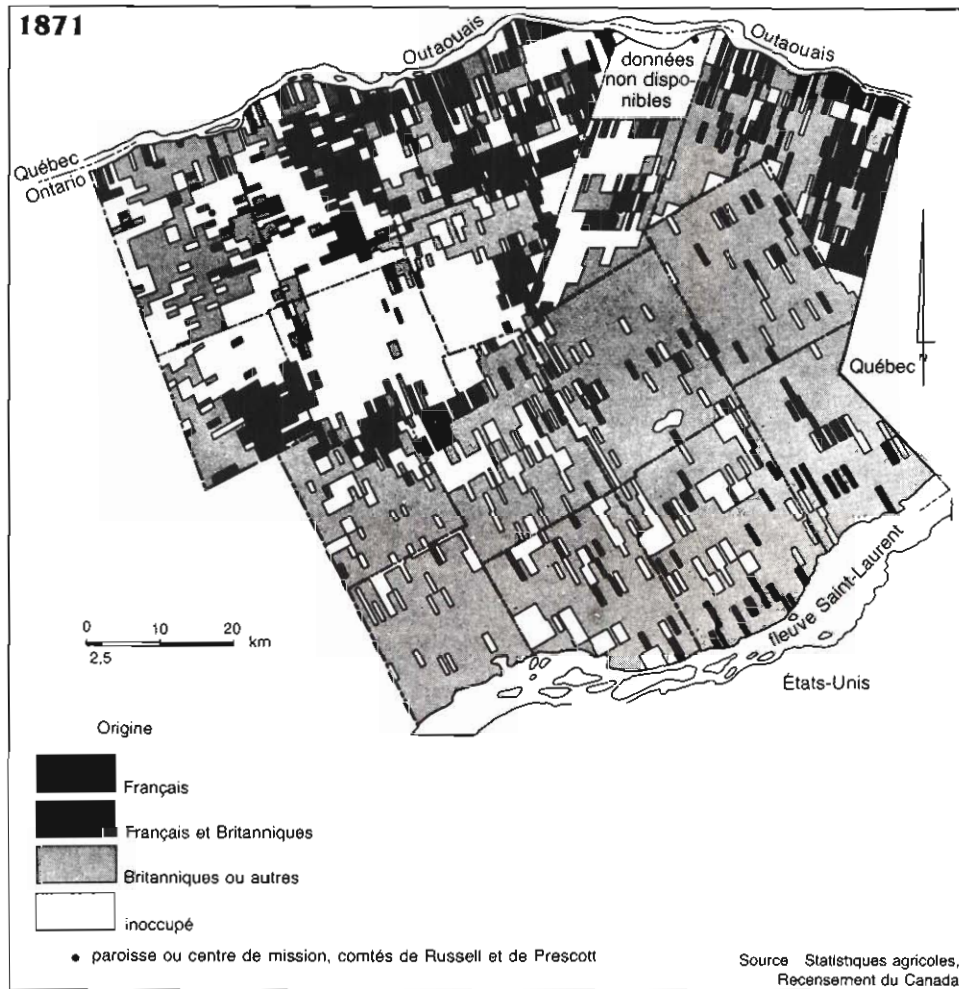 1871
Outaouais
Outaouais
données
non dispo-
nibles
Québec
Ontario
Québec
fleuve Saint-Laurent
États-Unis
0 10 20
km
2,5
Origine
Français
Français et Britanniques
Britanniques ou autres
inoccupé
• paroisse ou centre de mission, comtés de Russell et de Prescott
Source Statistiques agricoles,
Recensement du Canada